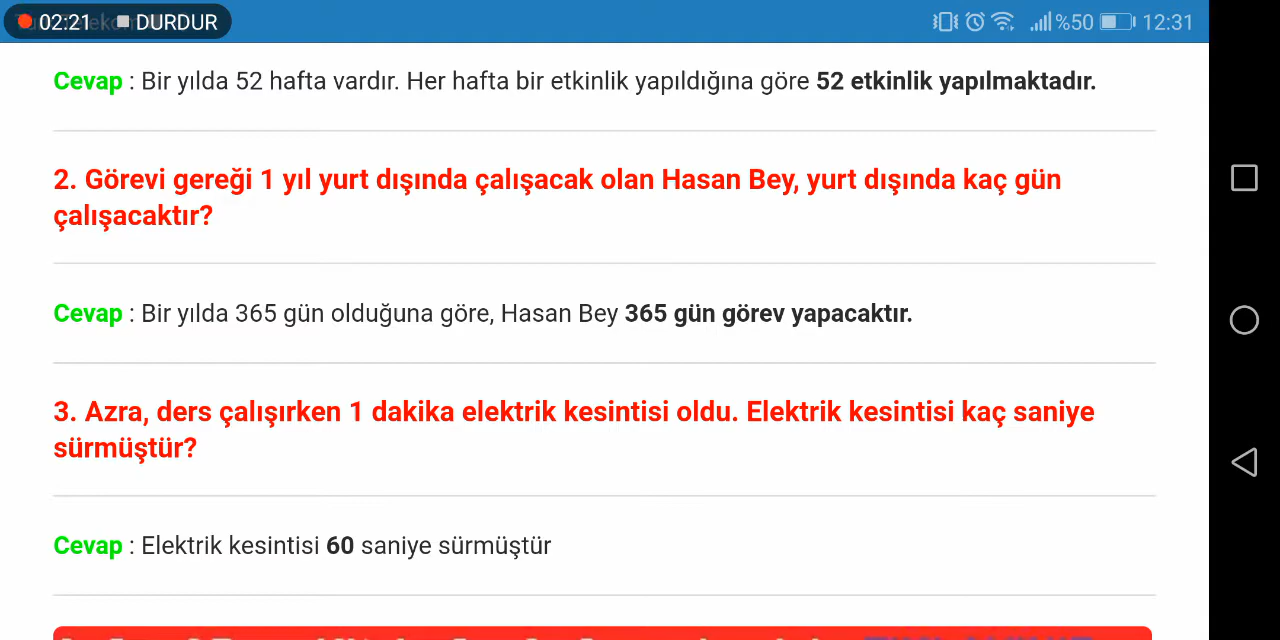 02:21 DURDUR %50 12:31
Cevap : Bir yılda 52 hafta vardır. Her hafta bir etkinlik yapıldığına göre 52 etkinlik yapılmaktadır.
2. Görevi gereği 1 yıl yurt dışında çalışacak olan Hasan Bey, yurt dışında kaç gün
çalışacaktır?
Cevap : Bir yılda 365 gün olduğuna göre, Hasan Bey 365 gün görev yapacaktır.
3. Azra, ders çalışırken 1 dakika elektrik kesintisi oldu. Elektrik kesintisi kaç saniye
sürmüştür?
Cevap : Elektrik kesintisi 60 saniye sürmüştür